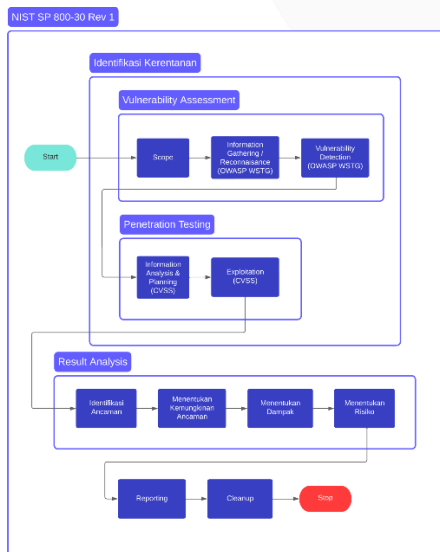 NIST SP 800-30 Rev 1
Identifikasi Kerentanan
Vulnerability Assessment
Start
Scope
Information
Gathering /
Reconnaisance
(OWASP WSTG)
Vulnerability
Detection
(OWASP WSTG)
Penetration Testing
Information
Analysis &
Planning
(CVSS)
Exploitation
(CVSS)
Result Analysis
Identifikasi
Ancaman
Menentukan
Kemungkinan
Ancaman
Menentukan
Dampak
Menentukan
Risiko
Reporting
Cleanup
Stop